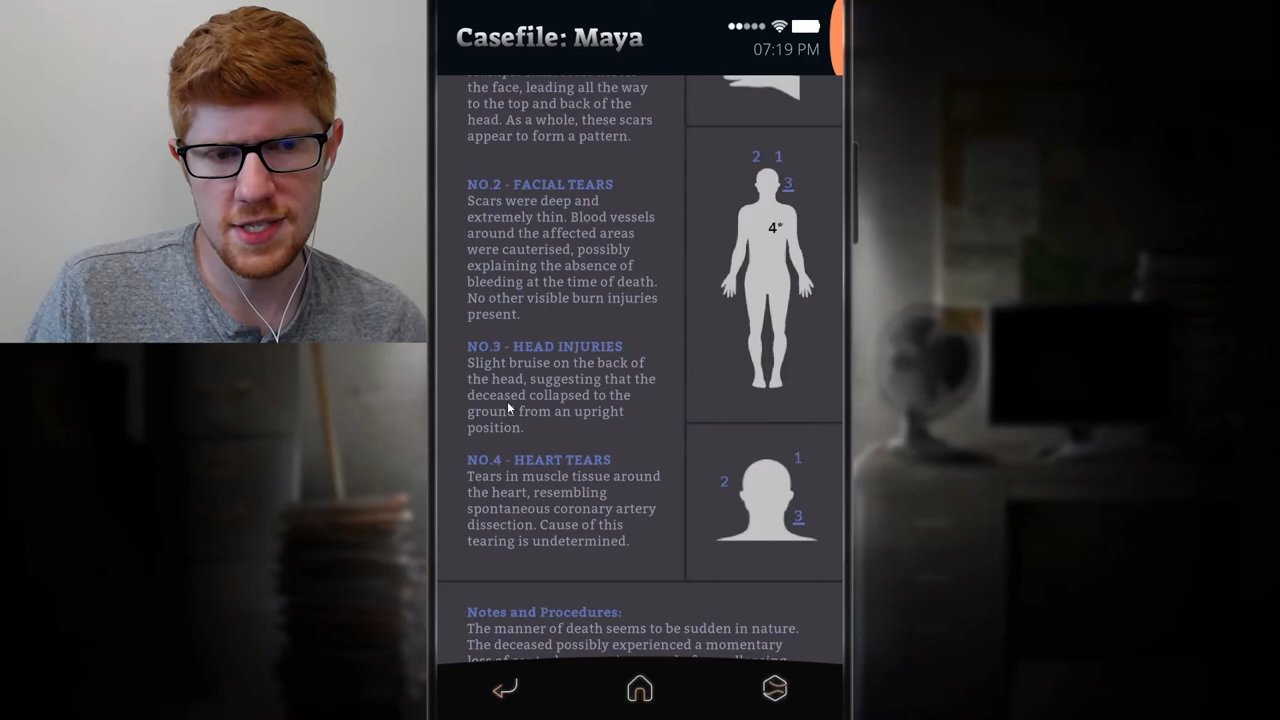 Casefile: Maya
07:19 PM
the face, leading all the way
to the top and back of the
head. As a whole, these scars
appear to form a pattern.
NO.2 - FACIAL TEARS
Scars were deep and
extremely thin. Blood vessels
around the affected areas
were cauterised, possibly
explaining the absence of
bleeding at the time of death.
No other visible burn injuries
present.
NO.3 - HEAD INJURIES
Slight bruise on the back of
the head, suggesting that the
deceased collapsed to the
ground from an upright
position.
NO.4 - HEART TEARS
Tears in muscle tissue around
the heart, resembling
spontaneous coronary artery
dissection. Cause of this
tearing is undetermined.
2 1
3
4*
1
2
3
Notes and Procedures:
The manner of death seems to be sudden in nature.
The deceased possibly experienced a momentary